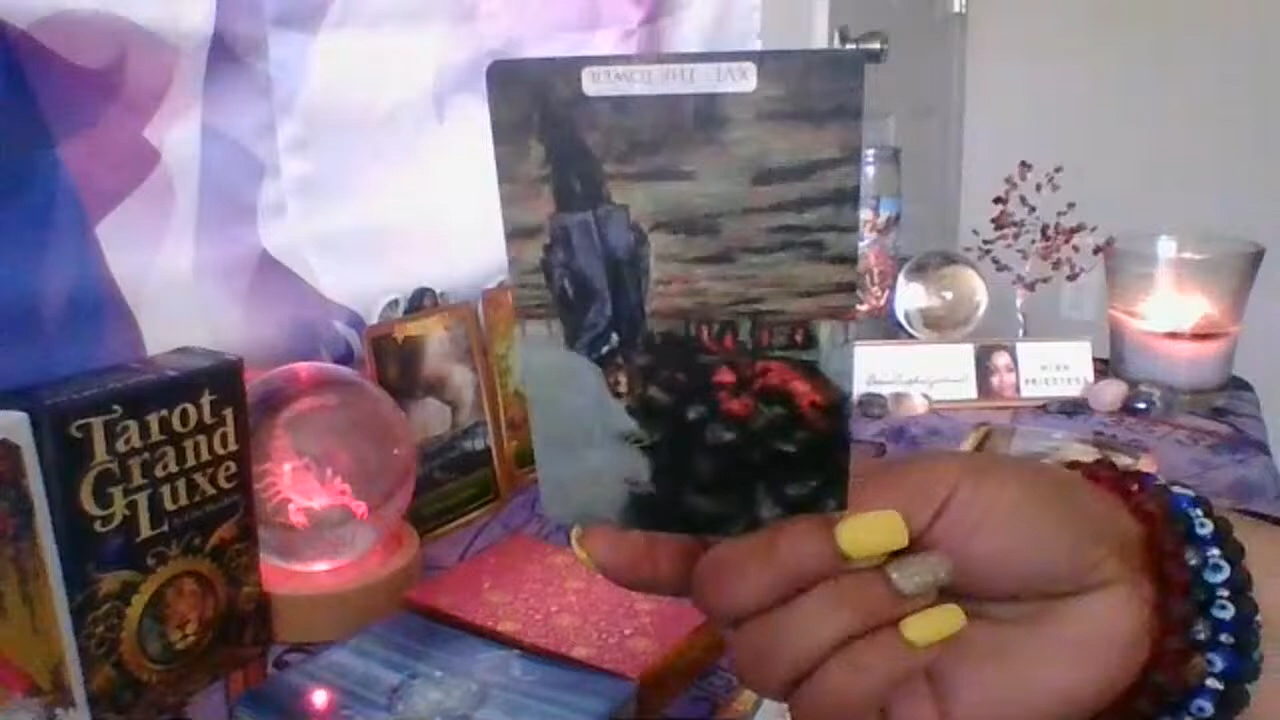 XVI - THE TOWER
Tarot
Grand
Luxe
HIGH
PRIESTESS